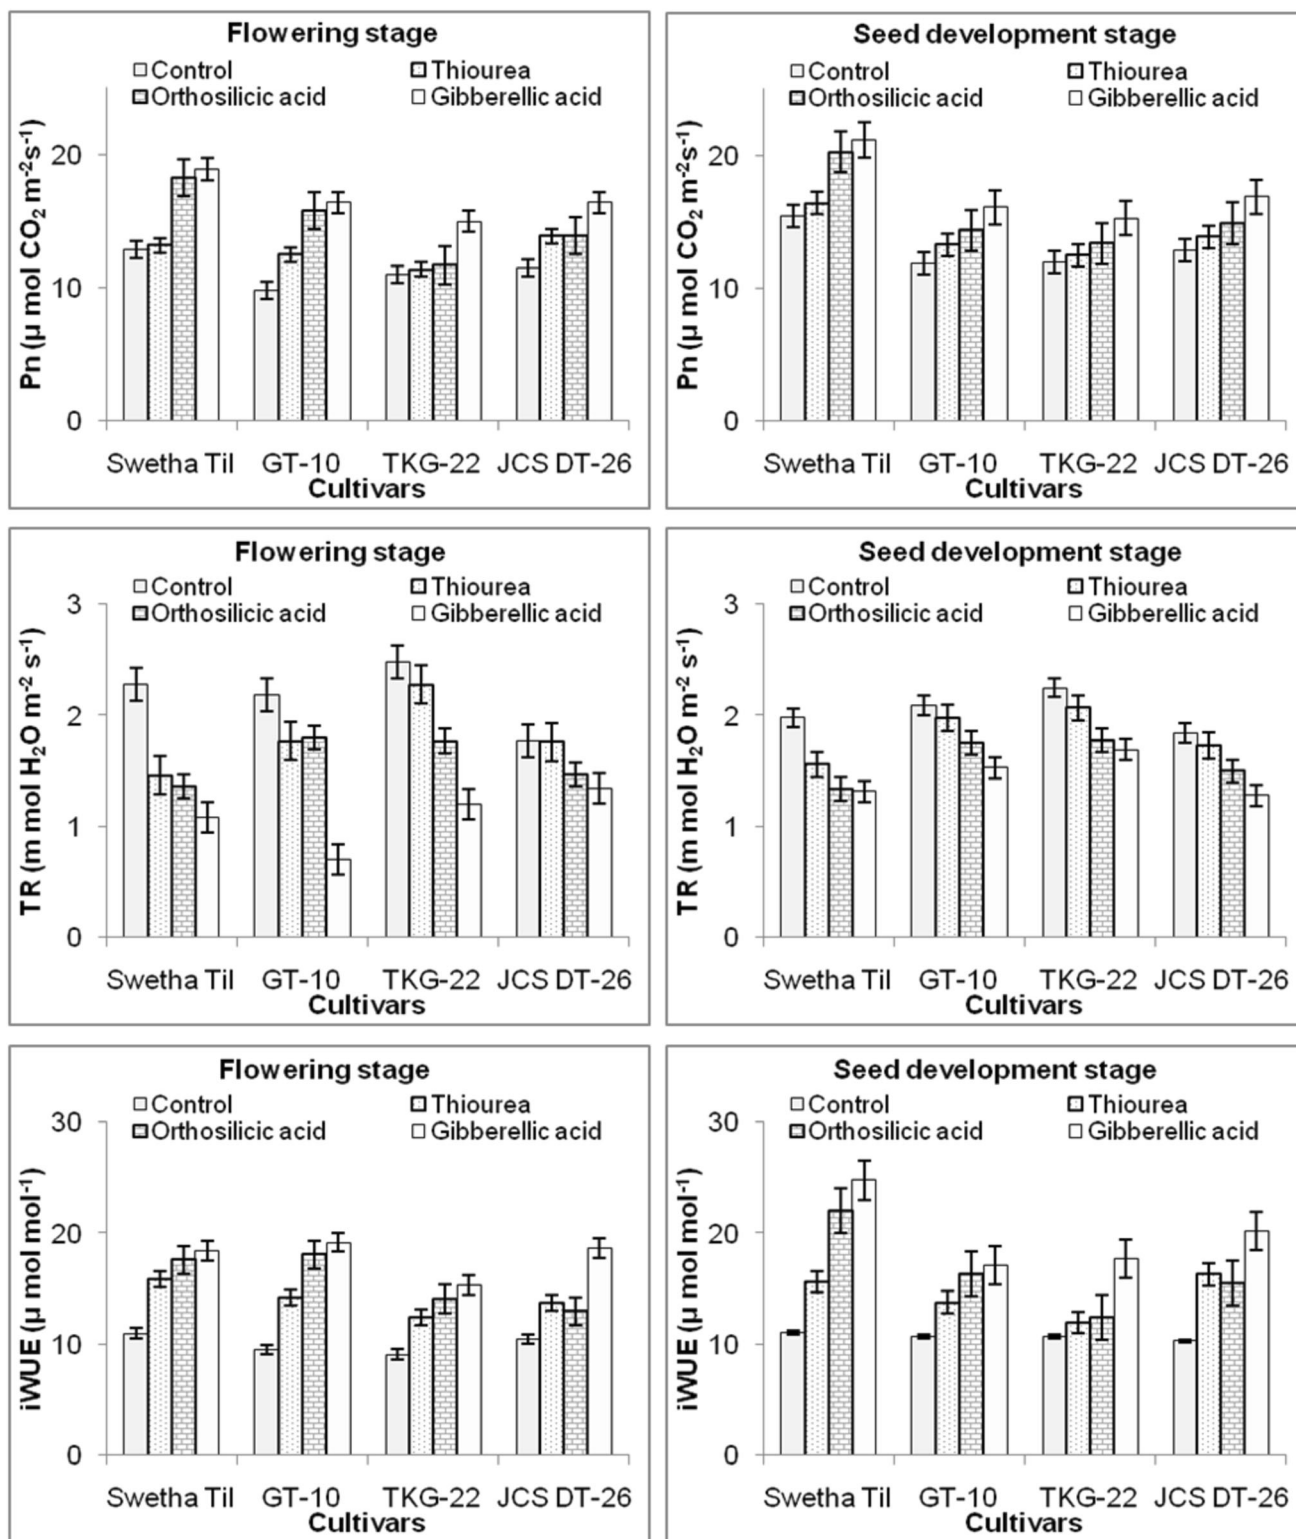 Flowering stage
Control
Thiourea
Orthosilicic acid
Gibberellic acid
Pn (µ mol CO₂ m⁻²s⁻¹)
20
10
0
Swetha Til GT-10 TKG-22 JCS DT-26
Cultivars
Seed development stage
Control
Thiourea
Orthosilicic acid
Gibberellic acid
Pn (µ mol CO₂ m⁻²s⁻¹)
20
10
0
Swetha Til GT-10 TKG-22 JCS DT-26
Cultivars
Flowering stage
Control
Thiourea
Orthosilicic acid
Gibberellic acid
TR (m mol H₂O m⁻² s⁻¹)
3
2
1
0
Swetha Til GT-10 TKG-22 JCS DT-26
Cultivars
Seed development stage
Control
Thiourea
Orthosilicic acid
Gibberellic acid
TR (m mol H₂O m⁻² s⁻¹)
3
2
1
0
Swetha Til GT-10 TKG-22 JCS DT-26
Cultivars
Flowering stage
Control
Thiourea
Orthosilicic acid
Gibberellic acid
iWUE (µ mol mol⁻¹)
30
20
10
0
Swetha Til GT-10 TKG-22 JCS DT-26
Cultivars
Seed development stage
Control
Thiourea
Orthosilicic acid
Gibberellic acid
iWUE (µ mol mol⁻¹)
30
20
10
0
Swetha Til GT-10 TKG-22 JCS DT-26
Cultivars